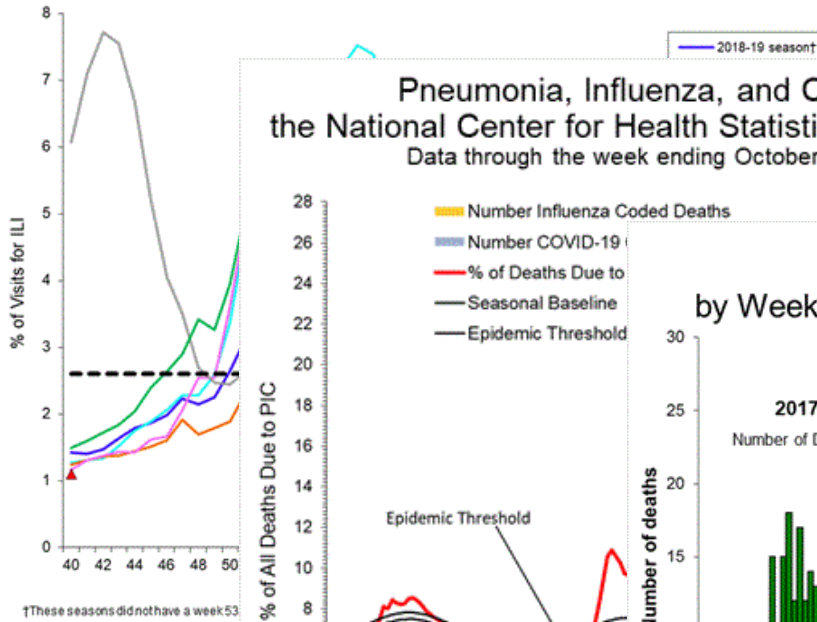 8
7
6
5
4
3
2
1
0
% of Visits for ILI
40 42 44 46 48 50
†These seasons did not have a week 53
2018-19 season†
Pneumonia, Influenza, and
the National Center for Health
Data through the week ending October
28
26
24
22
20
18
16
14
12
10
8
% of All Deaths Due to PIC
Number Influenza Coded Deaths
Number COVID-19
% of Deaths Due to
Seasonal Baseline
Epidemic Threshold
Epidemic Threshold
by Week
30
25
20
15
2017
Number of
of deaths